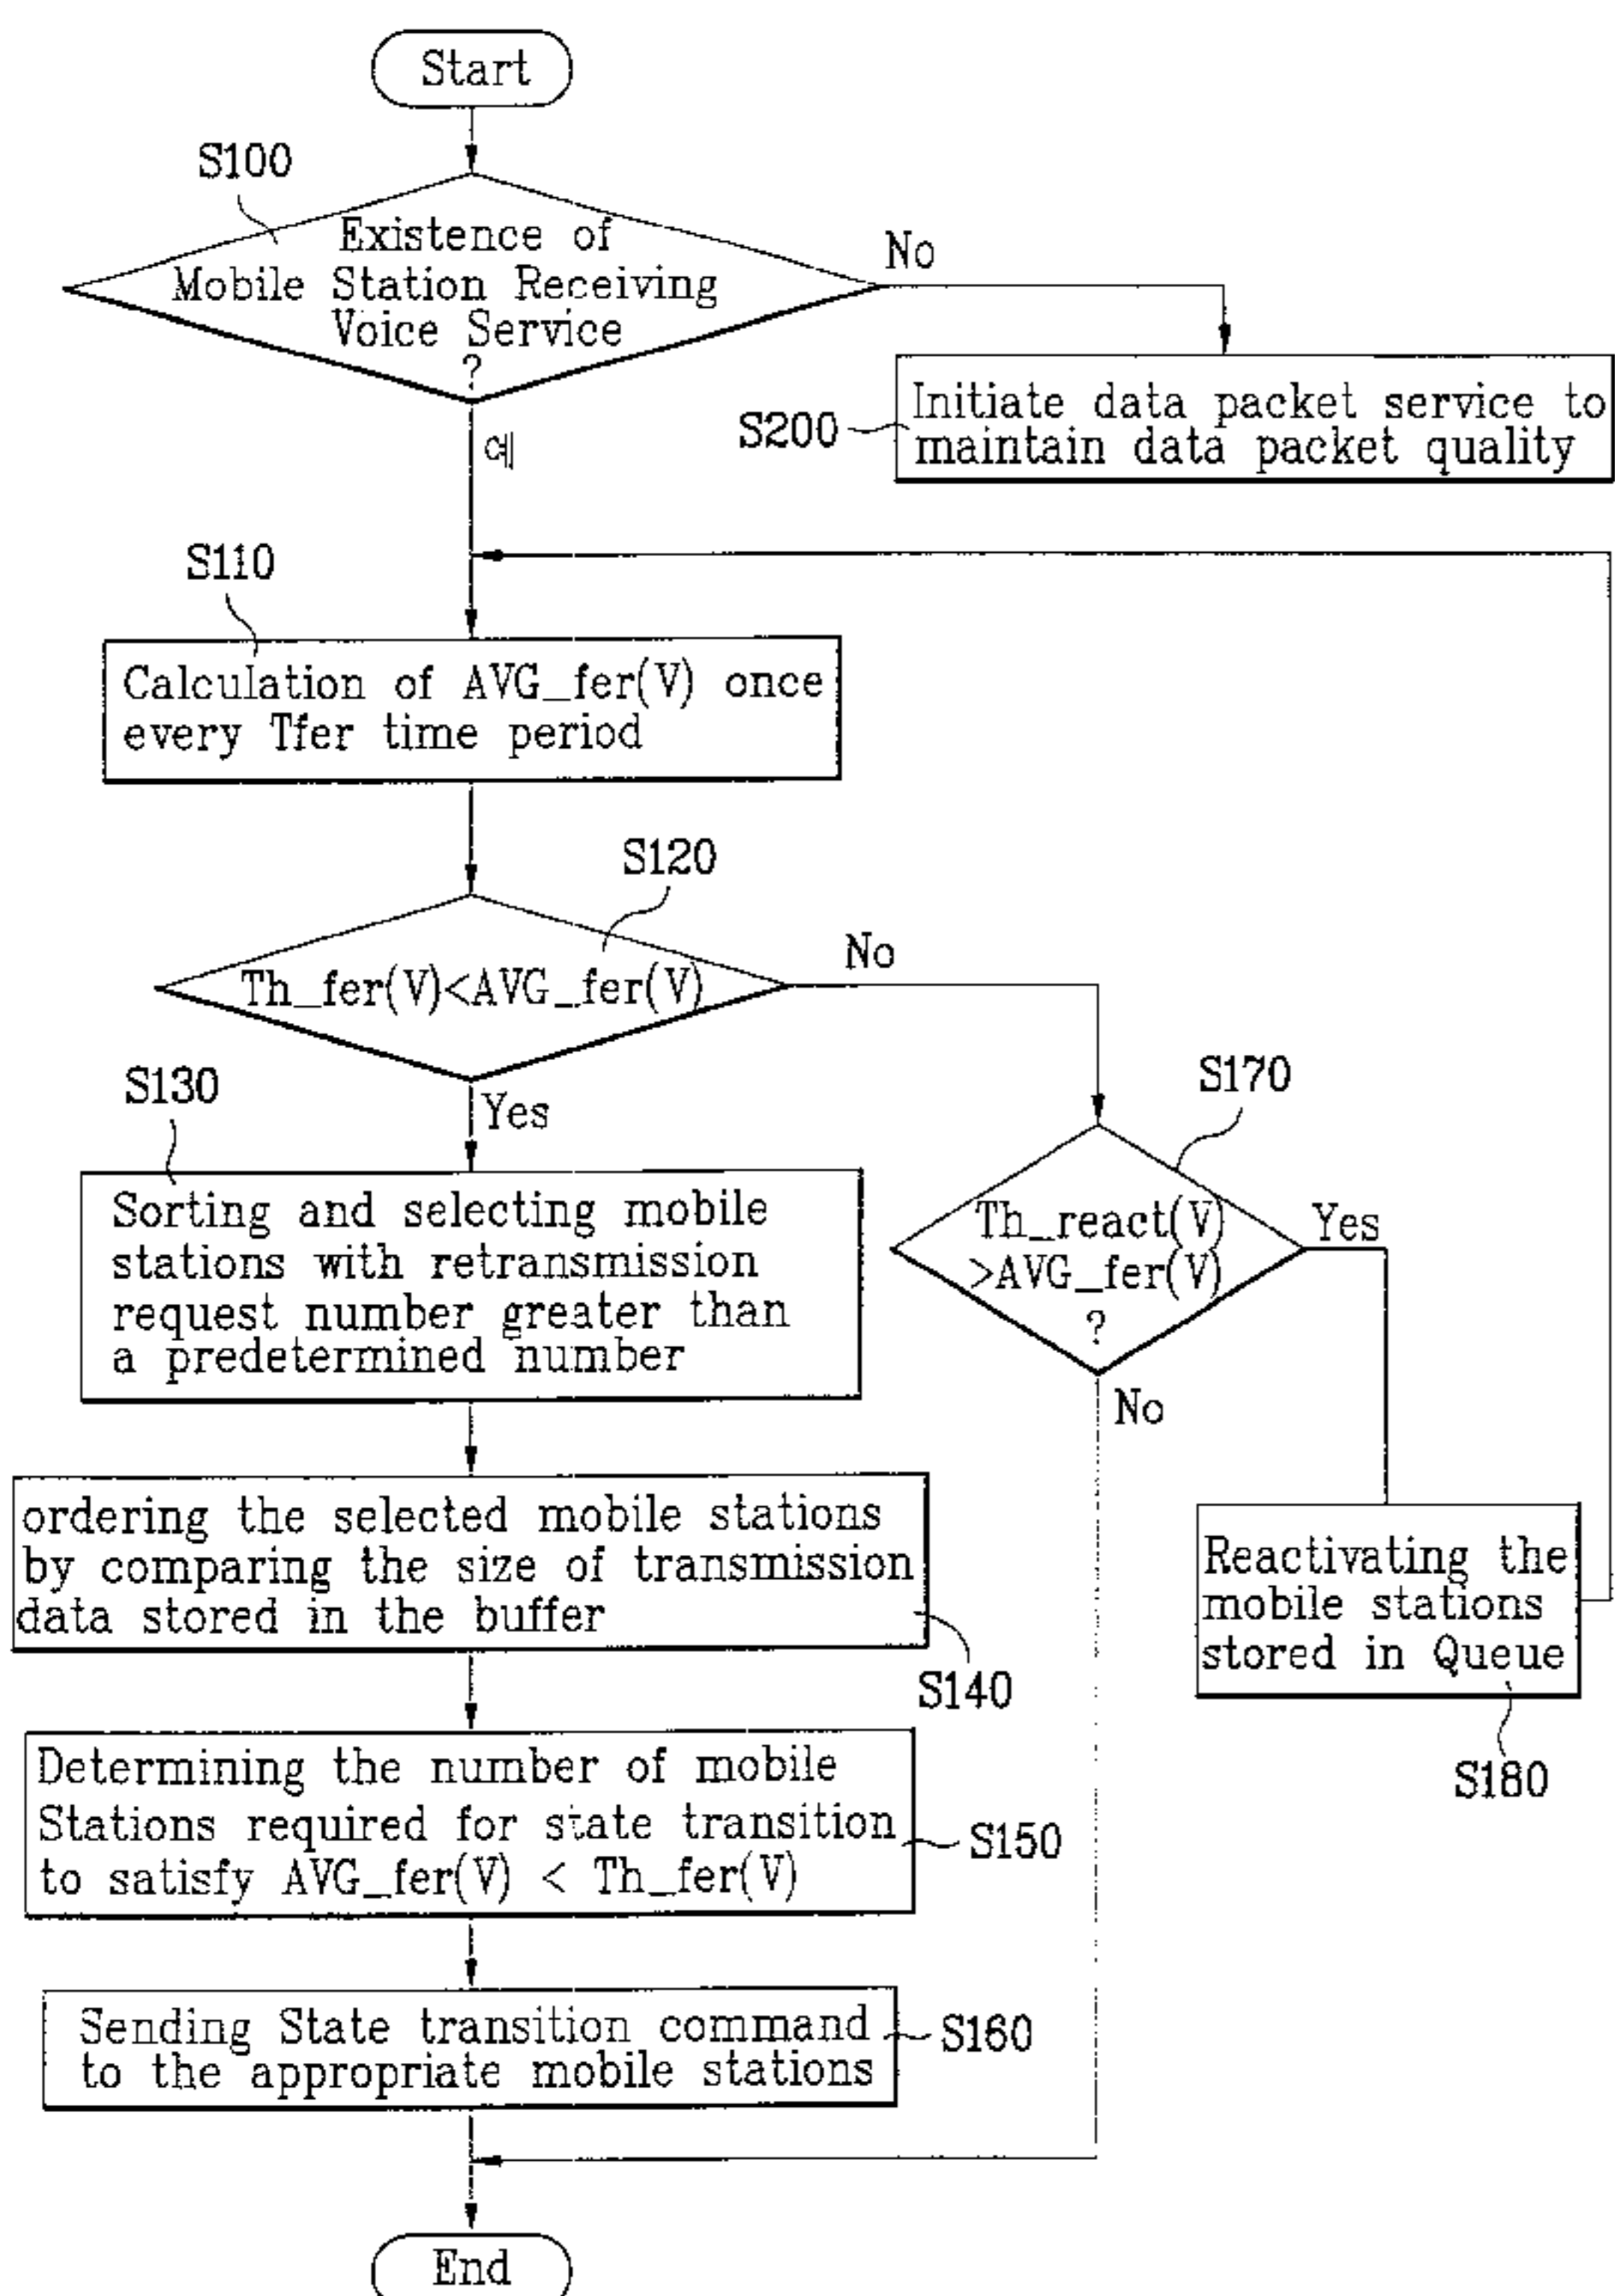 Start
S100
Existence of
Mobile Station Receiving
Voice Service
?
No
S200
Initiate data packet service to
maintain data packet quality
예
S110
Calculation of AVG_fer(V) once
every Tfer time period
S120
Th_fer(V)<AVG_fer(V)
No
S130
Yes
Sorting and selecting mobile
stations with retransmission
request number greater than
a predetermined number
S170
Th_react(V)
>AVG_fer(V)
?
Yes
No
ordering the selected mobile stations
by comparing the size of transmission
data stored in the buffer
S140
Reactivating the
mobile stations
stored in Queue
S180
Determining the number of mobile
Stations required for state transition
to satisfy AVG_fer(V) < Th_fer(V)
S150
Sending State transition command
to the appropriate mobile stations
S160
End